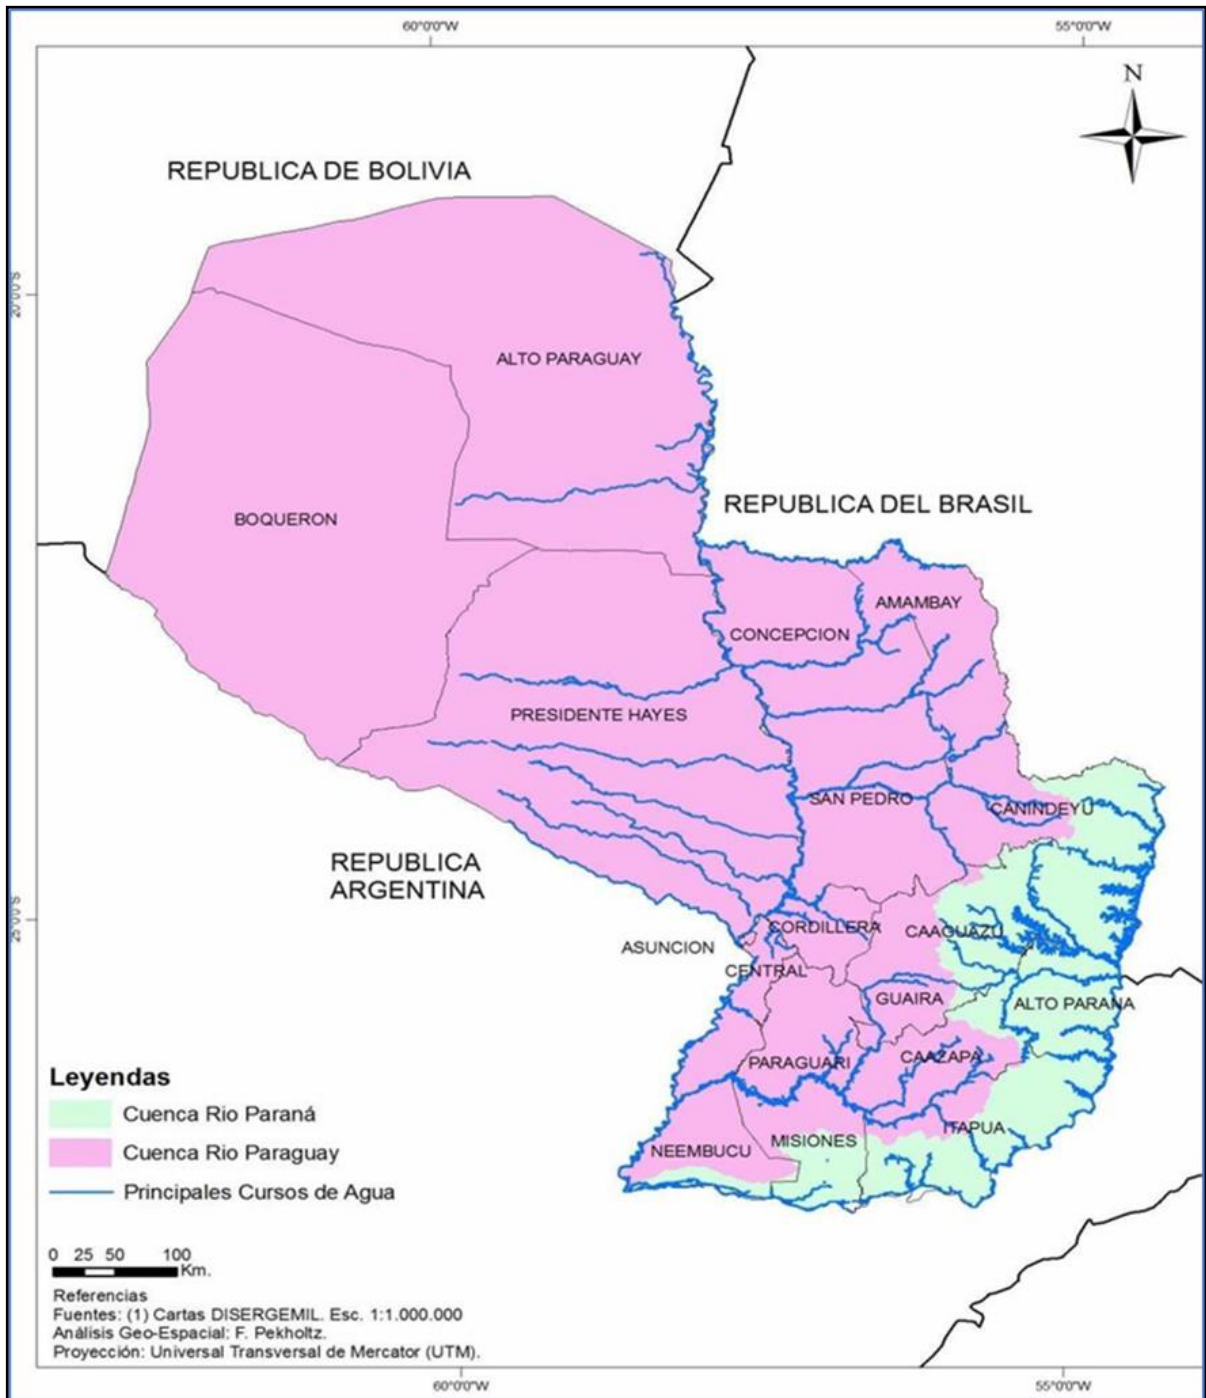 60°0'0"W
55°0'0"W
N
REPUBLICA DE BOLIVIA
20°0'0"S
ALTO PARAGUAY
BOQUERON
REPUBLICA DEL BRASIL
AMAMBAY
CONCEPCION
PRESIDENTE HAYES
SAN PEDRO
CANINDEYU
REPUBLICA
ARGENTINA
25°0'0"S
CORDILLERA
CAAGUAZU
ASUNCION
CENTRAL
GUAIRA
ALTO PARANA
PARAGUARI
CAAZAPA
ITAPUA
MISIONES
NEEMBUCU
Leyendas
Cuenca Rio Paraná
Cuenca Rio Paraguay
Principales Cursos de Agua
0 25 50 100
Km.
Referencias
Fuentes: (1) Cartas DISERGEMIL. Esc. 1:1.000.000
Análisis Geo-Espacial: F. Pekholtz.
Proyección: Universal Transversal de Mercator (UTM).
60°0'0"W
55°0'0"W